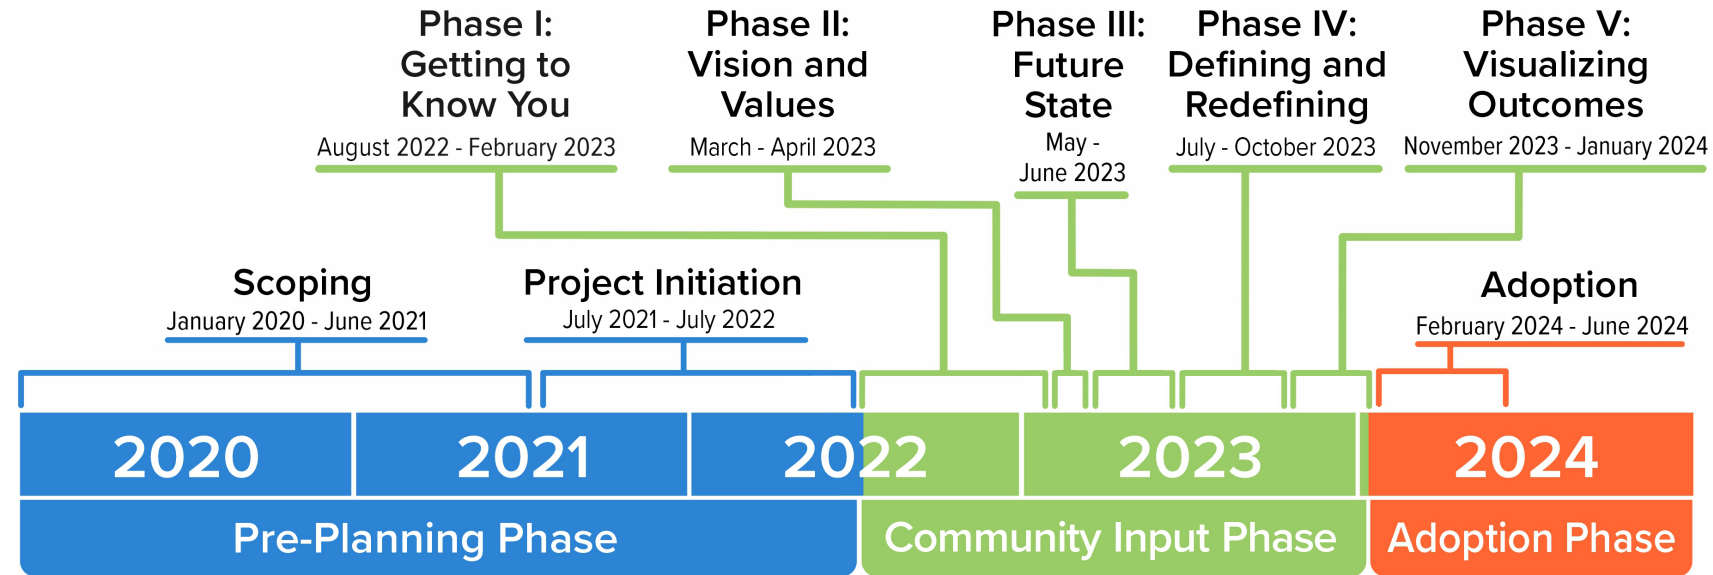 Phase I:
Getting to
Know You
August 2022 - February 2023
Phase II:
Vision and
Values
March - April 2023
Phase III:
Future
State
May -
June 2023
Phase IV:
Defining and
Redefining
July - October 2023
Phase V:
Visualizing
Outcomes
November 2023 - January 2024
Scoping
January 2020 - June 2021
Project Initiation
July 2021 - July 2022
Adoption
February 2024 - June 2024
2020
2021
2022
2023
2024
Pre-Planning Phase
Community Input Phase
Adoption Phase